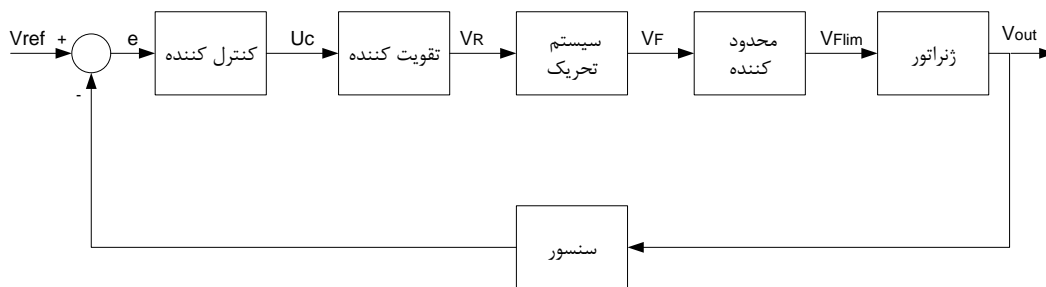 Vref
+
-
e
کنترل کننده
Uc
تقویت کننده
VR
سیستم
تحریک
VF
محدود
کننده
VFlim
ژنراتور
Vout
سنسور